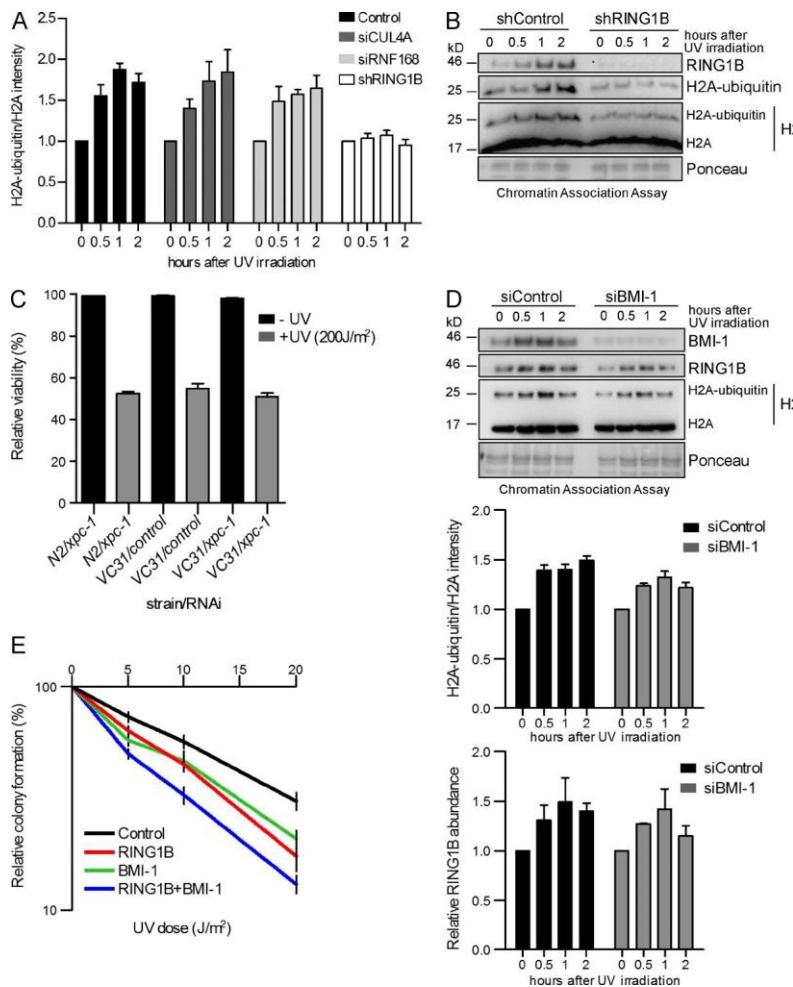 A
H2A-ubiquitin/H2A intensity
2.5
2.0
1.5
1.0
0.5
0.0
Control
siCUL4A
siRNF168
shRING1B
0 0.5 1 2 0 0.5 1 2 0 0.5 1 2 0 0.5 1 2
hours after UV irradiation
B
shControl shRING1B
kD 0 0.5 1 2 0 0.5 1 2 hours after
UV irradiation
46 RING1B
25 H2A-ubiquitin
25 H2A-ubiquitin
H2
17 H2A
Ponceau
Chromatin Association Assay
C
Relative viability (%)
100
80
60
40
20
0
- UV
+UV (200J/m²)
N2/xpc-1
N2/xpc-1
VC31/control
VC31/control
VC31/xpc-1
VC31/xpc-1
strain/RNAi
D
siControl siBMI-1
kD 0 0.5 1 2 0 0.5 1 2 hours after
UV irradiation
46 BMI-1
46 RING1B
25 H2A-ubiquitin
H2
17 H2A
Ponceau
Chromatin Association Assay
H2A-ubiquitin/H2A intensity
2.0
1.5
1.0
0.5
0.0
siControl
siBMI-1
0 0.5 1 2 0 0.5 1 2
hours after UV irradiation
Relative RING1B abundance
2.0
1.5
1.0
0.5
0.0
siControl
siBMI-1
0 0.5 1 2 0 0.5 1 2
hours after UV irradiation
E
0 5 10 15 20
100
10
Relative colony formation (%)
Control
RING1B
BMI-1
RING1B+BMI-1
UV dose (J/m²)